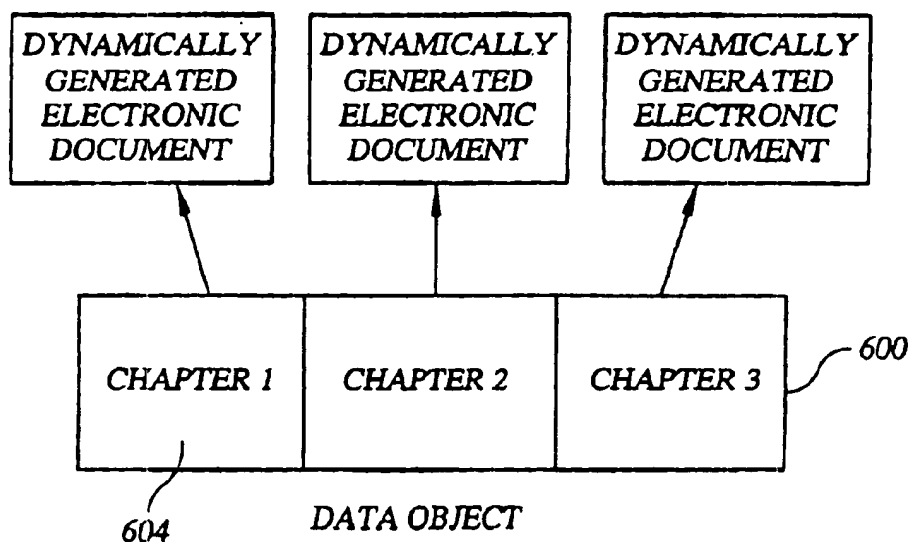 DYNAMICALLY
GENERATED
ELECTRONIC
DOCUMENT
DYNAMICALLY
GENERATED
ELECTRONIC
DOCUMENT
DYNAMICALLY
GENERATED
ELECTRONIC
DOCUMENT
CHAPTER 1
CHAPTER 2
CHAPTER 3
600
604
DATA OBJECT